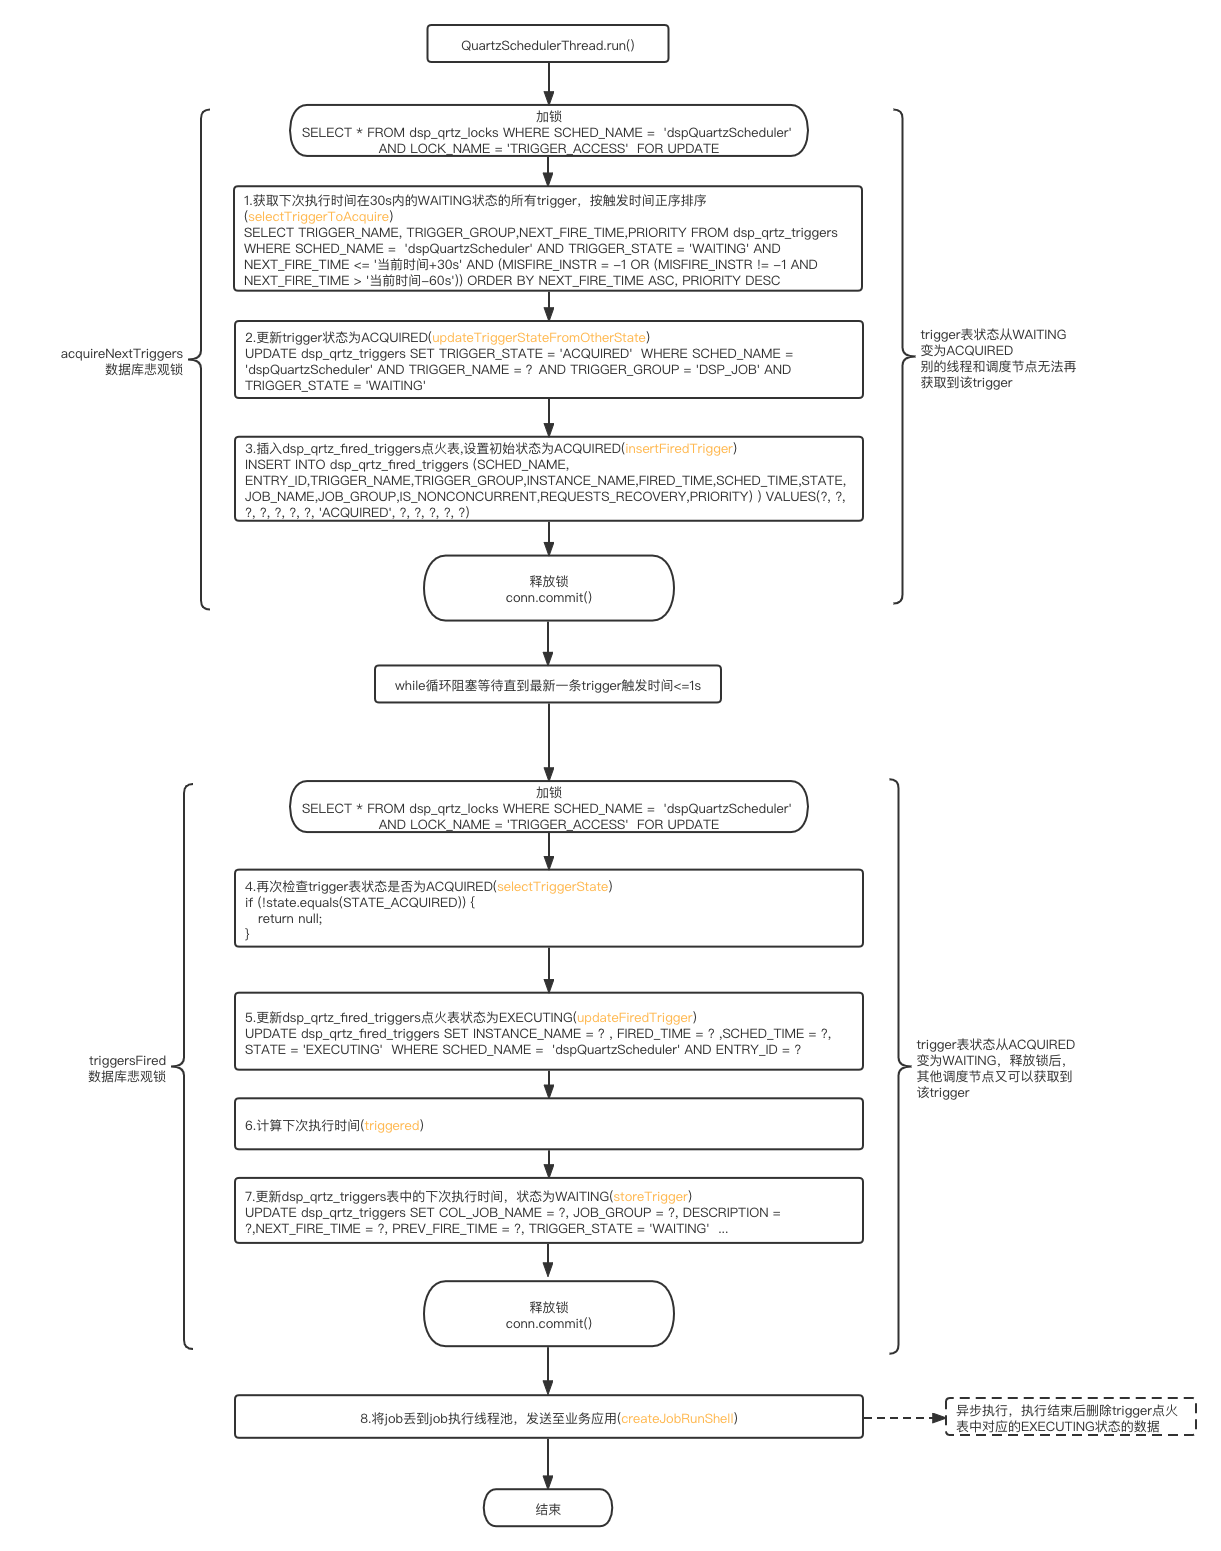 QuartzSchedulerThread.run()
加锁
SELECT * FROM dsp_qrtz_locks WHERE SCHED_NAME =  'dspQuartzScheduler'
AND LOCK_NAME = 'TRIGGER_ACCESS'  FOR UPDATE
1.获取下次执行时间在30s内的WAITING状态的所有trigger，按触发时间正序排序
(selectTriggerToAcquire)
SELECT TRIGGER_NAME, TRIGGER_GROUP,NEXT_FIRE_TIME,PRIORITY FROM dsp_qrtz_triggers
WHERE SCHED_NAME =  'dspQuartzScheduler' AND TRIGGER_STATE = 'WAITING' AND
NEXT_FIRE_TIME <= '当前时间+30s' AND (MISFIRE_INSTR = -1 OR (MISFIRE_INSTR != -1 AND
NEXT_FIRE_TIME > '当前时间-60s')) ORDER BY NEXT_FIRE_TIME ASC, PRIORITY DESC
2.更新trigger状态为ACQUIRED(updateTriggerStateFromOtherState)
UPDATE dsp_qrtz_triggers SET TRIGGER_STATE = 'ACQUIRED'  WHERE SCHED_NAME =
'dspQuartzScheduler' AND TRIGGER_NAME = ?  AND TRIGGER_GROUP = 'DSP_JOB' AND
TRIGGER_STATE = 'WAITING'
acquireNextTriggers
数据库悲观锁
trigger表状态从WAITING
变为ACQUIRED
别的线程和调度节点无法再
获取到该trigger
3.插入dsp_qrtz_fired_triggers点火表,设置初始状态为ACQUIRED(insertFiredTrigger)
INSERT INTO dsp_qrtz_fired_triggers (SCHED_NAME,
ENTRY_ID,TRIGGER_NAME,TRIGGER_GROUP,INSTANCE_NAME,FIRED_TIME,SCHED_TIME,STATE,
JOB_NAME,JOB_GROUP,IS_NONCONCURRENT,REQUESTS_RECOVERY,PRIORITY) ) VALUES(?, ?,
?, ?, ?, ?, ?, 'ACQUIRED', ?, ?, ?, ?, ?)
释放锁
conn.commit()
while循环阻塞等待直到最新一条trigger触发时间<=1s
加锁
SELECT * FROM dsp_qrtz_locks WHERE SCHED_NAME =  'dspQuartzScheduler'
AND LOCK_NAME = 'TRIGGER_ACCESS'  FOR UPDATE
4.再次检查trigger表状态是否为ACQUIRED(selectTriggerState)
if (!state.equals(STATE_ACQUIRED)) {
return null;
}
5.更新dsp_qrtz_fired_triggers点火表状态为EXECUTING(updateFiredTrigger)
UPDATE dsp_qrtz_fired_triggers SET INSTANCE_NAME = ? , FIRED_TIME = ? ,SCHED_TIME = ?,
STATE = 'EXECUTING'  WHERE SCHED_NAME =  'dspQuartzScheduler' AND ENTRY_ID = ?
triggersFired
数据库悲观锁
trigger表状态从ACQUIRED
变为WAITING，释放锁后，
其他调度节点又可以获取到
该trigger
6.计算下次执行时间(triggered)
7.更新dsp_qrtz_triggers表中的下次执行时间，状态为WAITING(storeTrigger)
UPDATE dsp_qrtz_triggers SET COL_JOB_NAME = ?, JOB_GROUP = ?, DESCRIPTION =
?,NEXT_FIRE_TIME = ?, PREV_FIRE_TIME = ?, TRIGGER_STATE = 'WAITING'  ...
释放锁
conn.commit()
8.将job丢到job执行线程池，发送至业务应用(createJobRunShell)
异步执行，执行结束后删除trigger点火
表中对应的EXECUTING状态的数据
结束